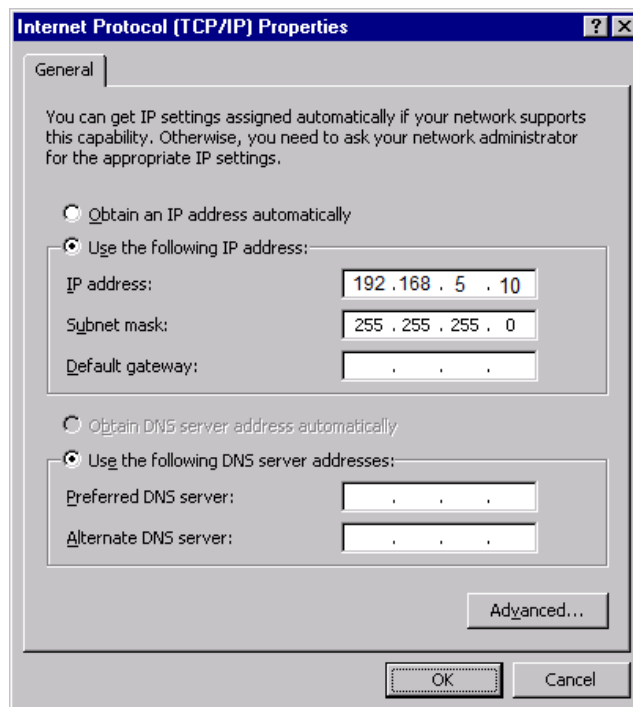 Internet Protocol (TCP/IP) Properties
General
You can get IP settings assigned automatically if your network supports
this capability. Otherwise, you need to ask your network administrator
for the appropriate IP settings.
Obtain an IP address automatically
Use the following IP address:
IP address: 192 . 168 . 5 . 10
Subnet mask: 255 . 255 . 255 . 0
Default gateway: . . .
Obtain DNS server address automatically
Use the following DNS server addresses:
Preferred DNS server: . . .
Alternate DNS server: . . .
Advanced...
OK Cancel